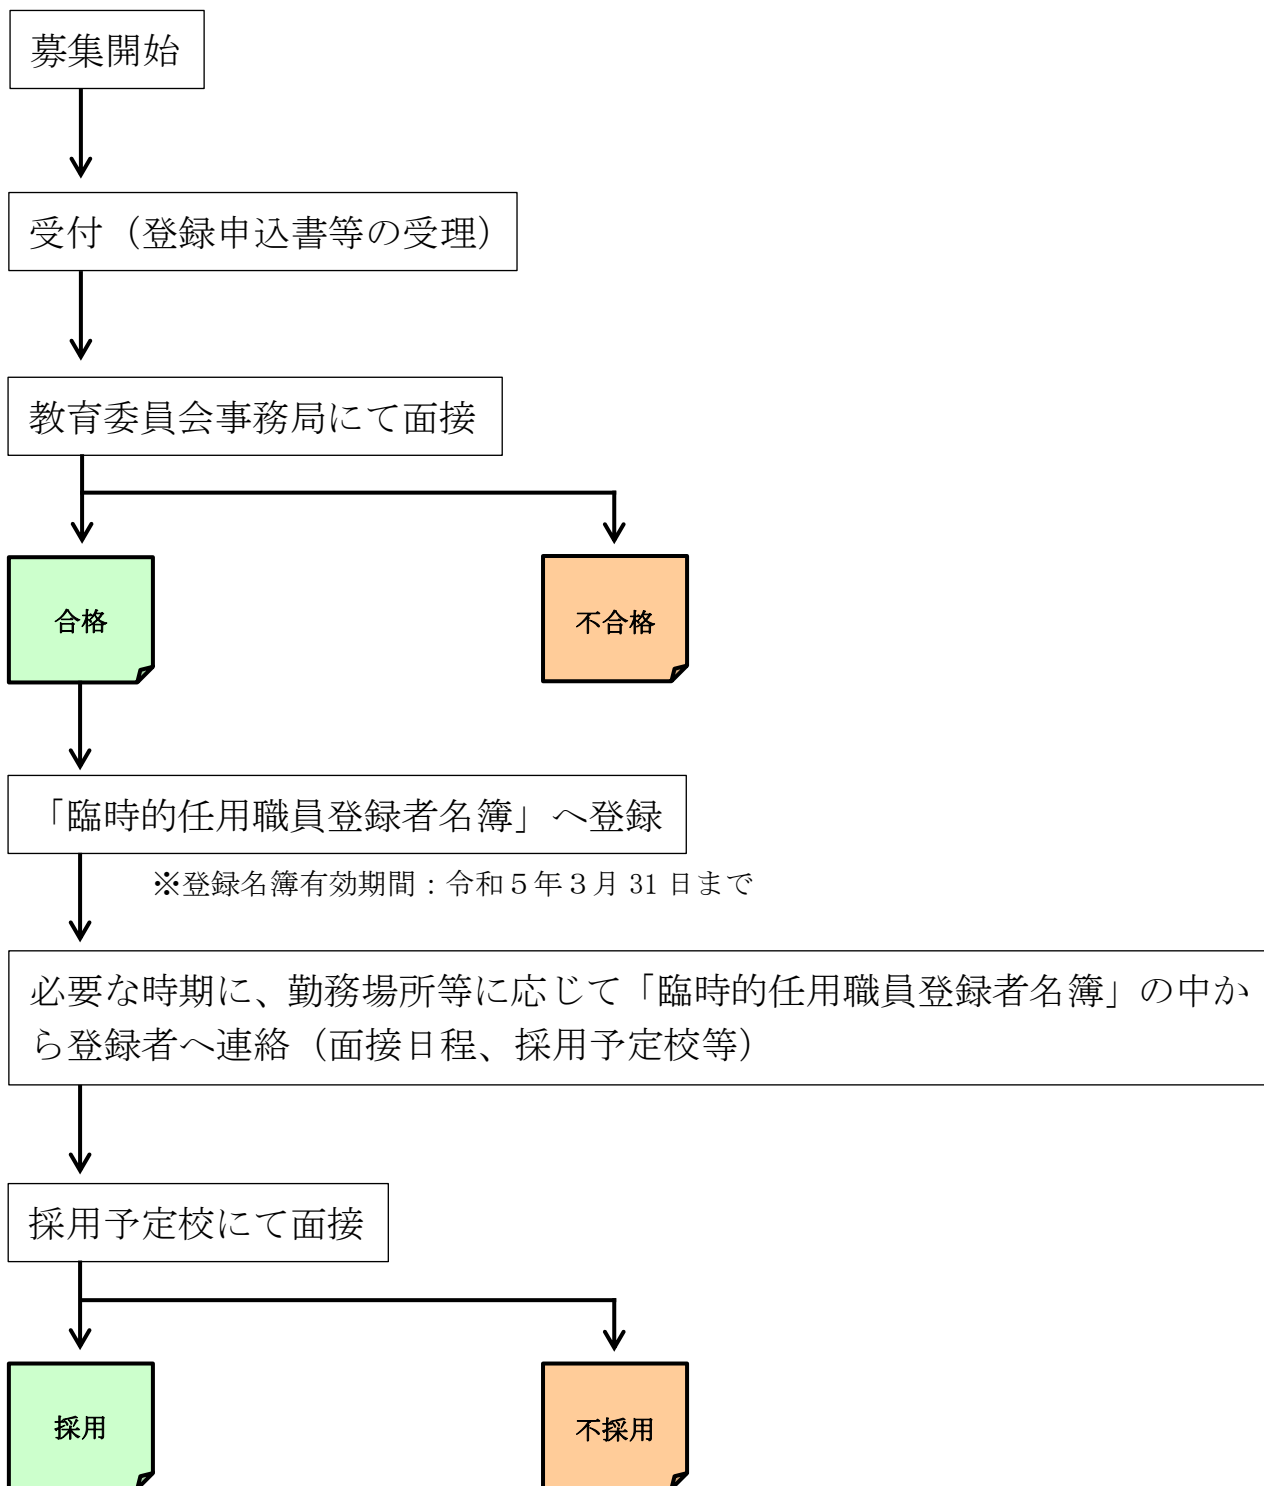 募集開始
受付（登録申込書等の受理）
教育委員会事務局にて面接
合格
不合格
「臨時的任用職員登録者名簿」へ登録
※登録名簿有効期間：令和５年３月 31 日まで
必要な時期に、勤務場所等に応じて「臨時的任用職員登録者名簿」の中か
ら登録者へ連絡（面接日程、採用予定校等）
採用予定校にて面接
採用
不採用